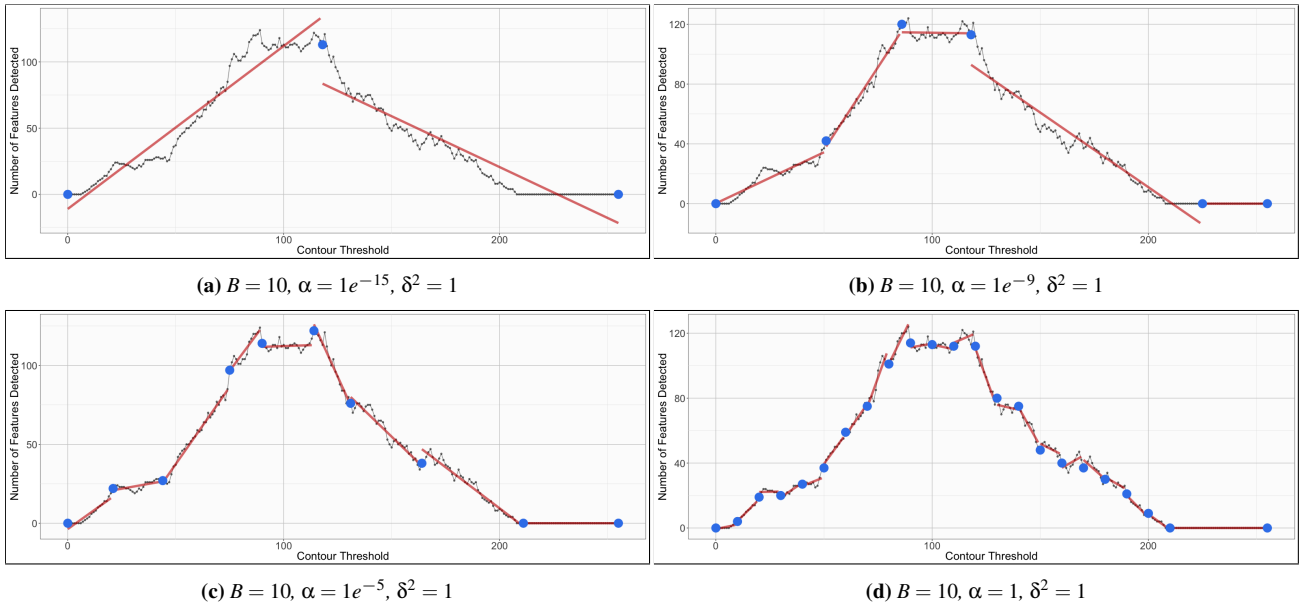 Number of Features Detected
100
50
0
0
100
200
Contour Threshold
(a) B = 10, α = 1e⁻¹⁵, δ² = 1
Number of Features Detected
120
80
40
0
0
100
200
Contour Threshold
(b) B = 10, α = 1e⁻⁹, δ² = 1
Number of Features Detected
100
50
0
0
100
200
Contour Threshold
(c) B = 10, α = 1e⁻⁵, δ² = 1
Number of Features Detected
120
80
40
0
0
100
200
Contour Threshold
(d) B = 10, α = 1, δ² = 1